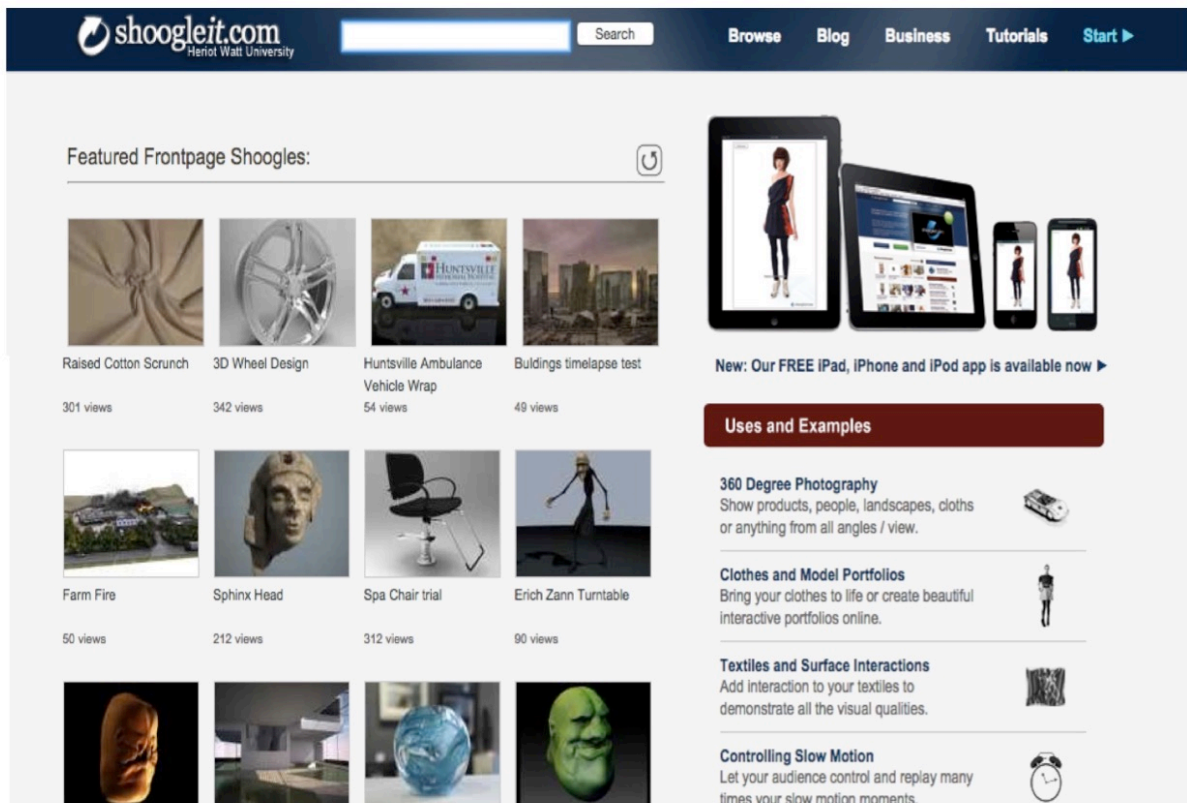 shoogleit.com
Heriot Watt University
Search
Browse Blog Business Tutorials Start ▶
Featured Frontpage Shoogles:
HUNTSVILLE
Raised Cotton Scrunch
3D Wheel Design
Huntsville Ambulance
Vehicle Wrap
Buldings timelapse test
301 views
342 views
54 views
49 views
Farm Fire
Sphinx Head
Spa Chair trial
Erich Zann Turntable
50 views
212 views
312 views
90 views
New: Our FREE iPad, iPhone and iPod app is available now ▶
Uses and Examples
360 Degree Photography
Show products, people, landscapes, cloths
or anything from all angles / view.
Clothes and Model Portfolios
Bring your clothes to life or create beautiful
interactive portfolios online.
Textiles and Surface Interactions
Add interaction to your textiles to
demonstrate all the visual qualities.
Controlling Slow Motion
Let your audience control and replay many
times your slow motion moments.